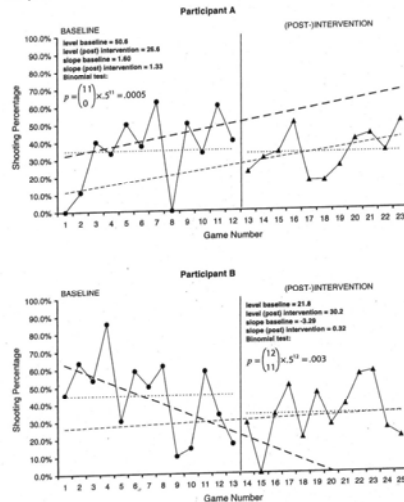 Participant A
BASELINE
(POST-)INTERVENTION
level baseline = 50.6
level (post) intervention = 26.6
slope baseline = 1.60
slope (post) intervention = 1.33
Binomial test:
p = (11 0) × .5¹¹ = .0005
Shooting Percentage
100.0%
90.0%
80.0%
70.0%
60.0%
50.0%
40.0%
30.0%
20.0%
10.0%
0.0%
1 2 3 4 5 6 7 8 9 10 11 12 13 14 15 16 17 18 19 20 21 22 23
Game Number
Participant B
BASELINE
(POST-)INTERVENTION
level baseline = 21.8
level (post) intervention = 30.2
slope baseline = -3.29
slope (post) intervention = 0.32
Binomial test:
p = (12 11) × .5¹² = .003
Shooting Percentage
100.0%
90.0%
80.0%
70.0%
60.0%
50.0%
40.0%
30.0%
20.0%
10.0%
0.0%
1 2 3 4 5 6 7 8 9 10 11 12 13 14 15 16 17 18 19 20 21 22 23 24 25
Game Number